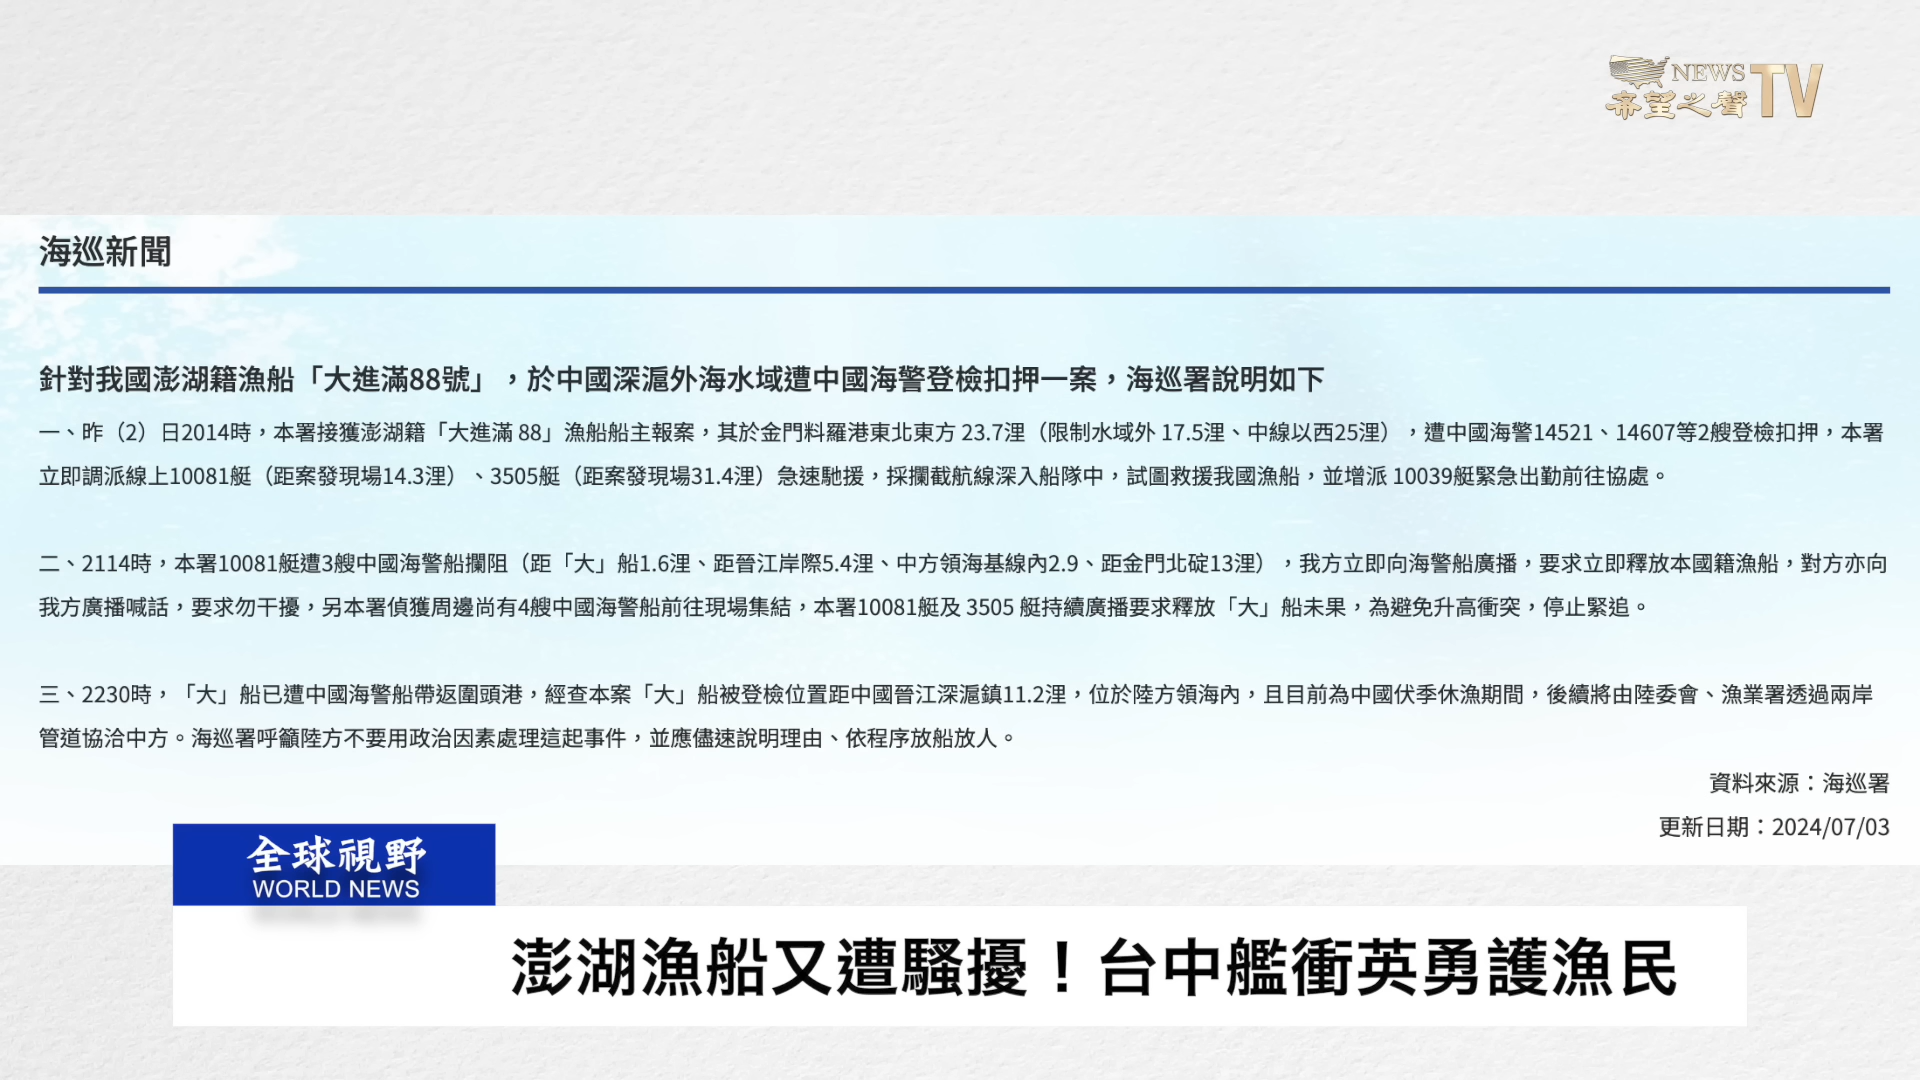 NEWS
希望之聲TV
海巡新聞
針對我國澎湖籍漁船「大進滿88號」，於中國深滬外海水域遭中國海警登檢扣押一案，海巡署說明如下
一、昨（2）日2014時，本署接獲澎湖籍「大進滿 88」漁船船主報案，其於金門料羅港東北東方 23.7浬（限制水域外 17.5浬、中線以西25浬），遭中國海警14521、14607等2艘登檢扣押，本署
立即調派線上10081艇（距案發現場14.3浬）、3505艇（距案發現場31.4浬）急速馳援，採攔截航線深入船隊中，試圖救援我國漁船，並增派 10039艇緊急出勤前往協處。
二、2114時，本署10081艇遭3艘中國海警船攔阻（距「大」船1.6浬、距晉江岸際5.4浬、中方領海基線內2.9、距金門北碇13浬），我方立即向海警船廣播，要求立即釋放本國籍漁船，對方亦向
我方廣播喊話，要求勿干擾，另本署偵獲周邊尚有4艘中國海警船前往現場集結，本署10081艇及 3505 艇持續廣播要求釋放「大」船未果，為避免升高衝突，停止緊追。
三、2230時，「大」船已遭中國海警船帶返圍頭港，經查本案「大」船被登檢位置距中國晉江深滬鎮11.2浬，位於陸方領海內，且目前為中國伏季休漁期間，後續將由陸委會、漁業署透過兩岸
管道協洽中方。海巡署呼籲陸方不要用政治因素處理這起事件，並應儘速說明理由、依程序放船放人。
資料來源：海巡署
更新日期：2024/07/03
全球視野
WORLD NEWS
澎湖漁船又遭騷擾！台中艦衝英勇護漁民